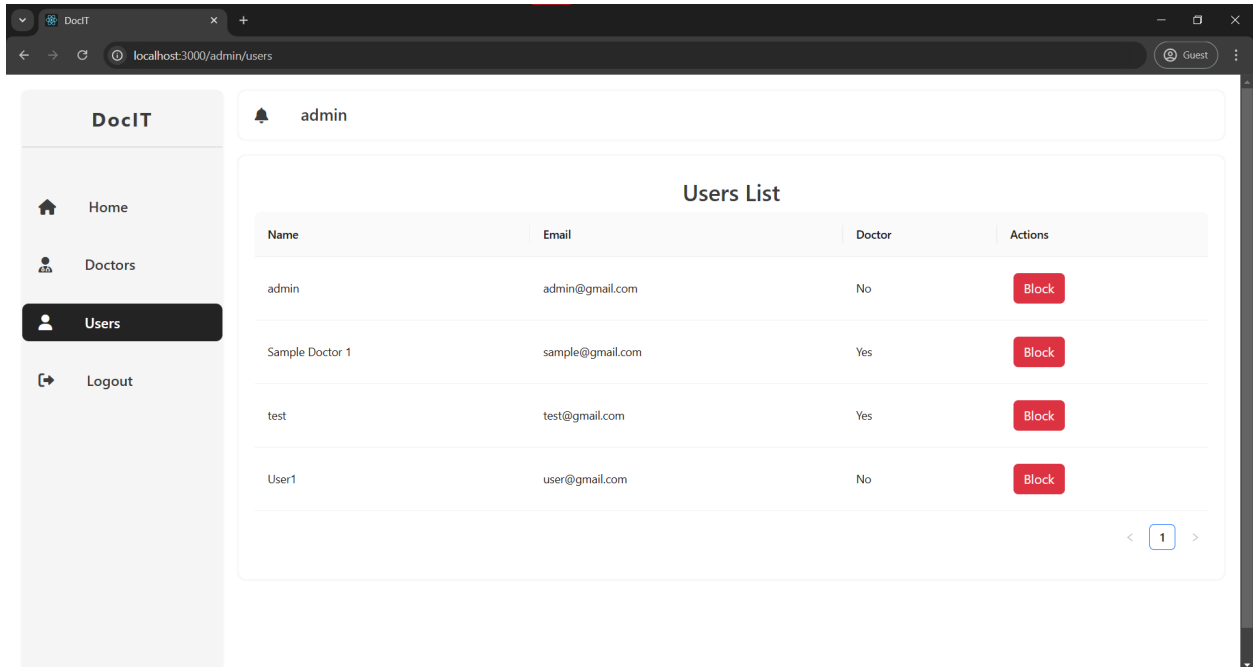 DocIT
localhost:3000/admin/users
Guest
DocIT
admin
Home
Doctors
Users
Logout
Users List
Name Email Doctor Actions
admin admin@gmail.com No Block
Sample Doctor 1 sample@gmail.com Yes Block
test test@gmail.com Yes Block
User1 user@gmail.com No Block
< 1 >